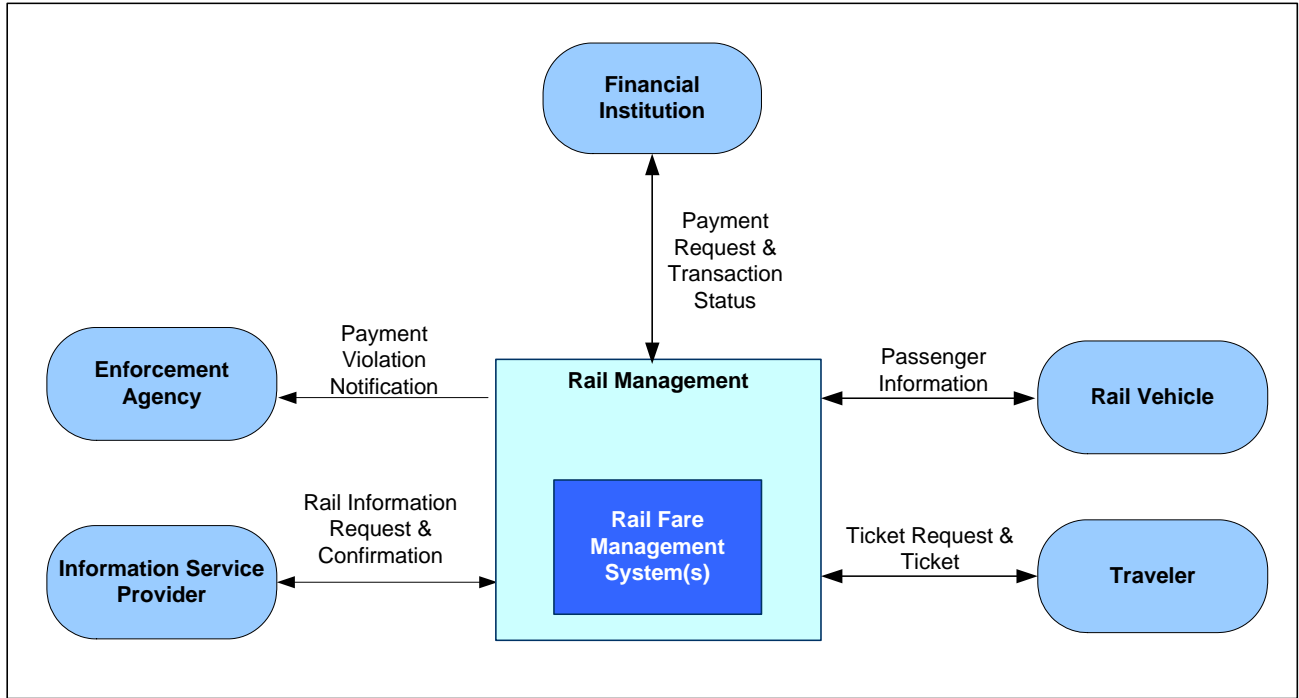 Financial
Institution
Payment
Request &
Transaction
Status
Payment
Violation
Notification
Enforcement
Agency
Rail Management
Passenger
Information
Rail Vehicle
Rail Information
Request &
Confirmation
Information Service
Provider
Rail Fare
Management
System(s)
Ticket Request &
Ticket
Traveler